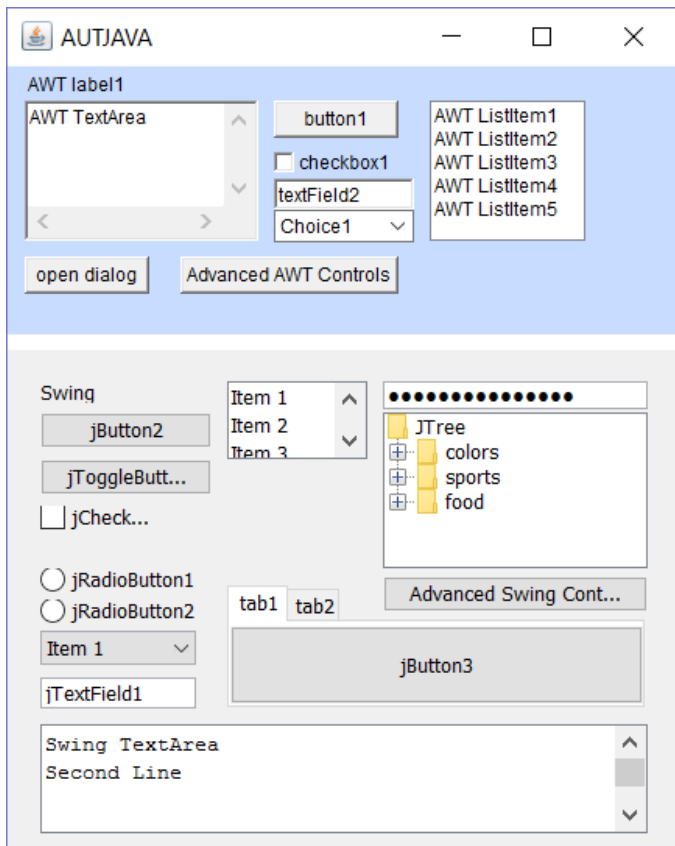 AUTJAVA
AWT label1
AWT TextArea
button1
checkbox1
textField2
Choice1
AWT ListItem1
AWT ListItem2
AWT ListItem3
AWT ListItem4
AWT ListItem5
open dialog
Advanced AWT Controls
Swing
jButton2
jToggleButt...
jCheck...
Item 1
Item 2
Item 3
●●●●●●●●●●●●●●●
JTree
colors
sports
food
jRadioButton1
jRadioButton2
Item 1
jTextField1
tab1 tab2
Advanced Swing Cont...
jButton3
Swing TextArea
Second Line